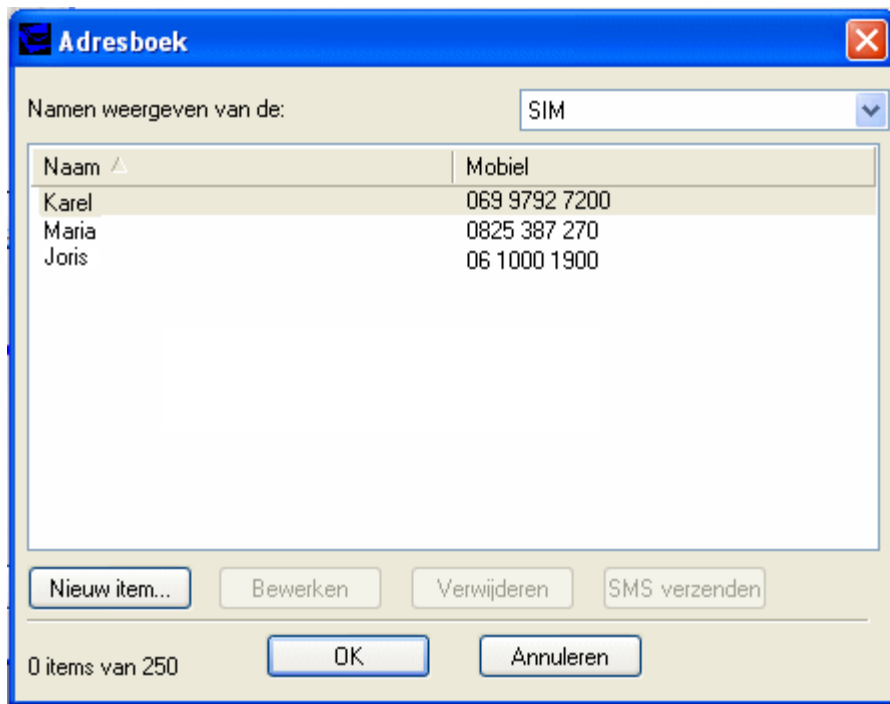 Adresboek
Namen weergeven van de: SIM
Naam Mobiel
Karel 069 9792 7200
Maria 0825 387 270
Joris 06 1000 1900
Nieuw item... Bewerken Verwijderen SMS verzenden
0 items van 250 OK Annuleren